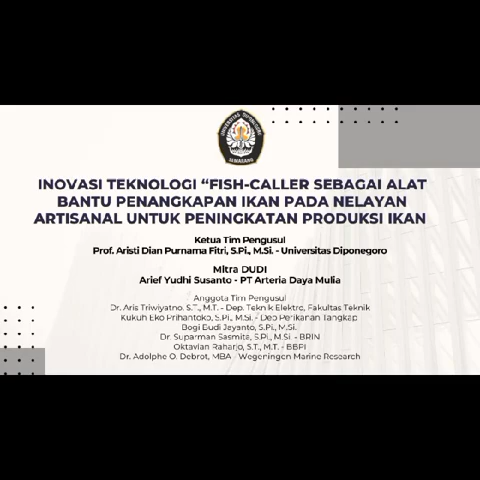 UNIVERSITAS DIPONEGORO
SEMARANG
INOVASI TEKNOLOGI “FISH-CALLER SEBAGAI ALAT
BANTU PENANGKAPAN IKAN PADA NELAYAN
ARTISANAL UNTUK PENINGKATAN PRODUKSI IKAN
Ketua Tim Pengusul
Prof. Aristi Dian Purnama Fitri, S.Pi., M.Si. - Universitas Diponegoro
Mitra DUDI
Arief Yudhi Susanto - PT Arteria Daya Mulia
Anggota Tim Pengusul
Dr. Aris Triwiyatno, S.T., M.T. - Dep. Teknik Elektro, Fakultas Teknik
Kukuh Eko Prihantoko, S.Pi., M.Si. - Dep Perikanan Tangkap
Bogi Budi Jayanto, S.Pi., M.Si.
Dr. Suparman Sasmita, S.Pi., M.Si. - BRIN
Oktavian Raharjo, S.T., M.T. - BBPI
Dr. Adolphe O. Debrot, MBA - Wegeningen Marine Research